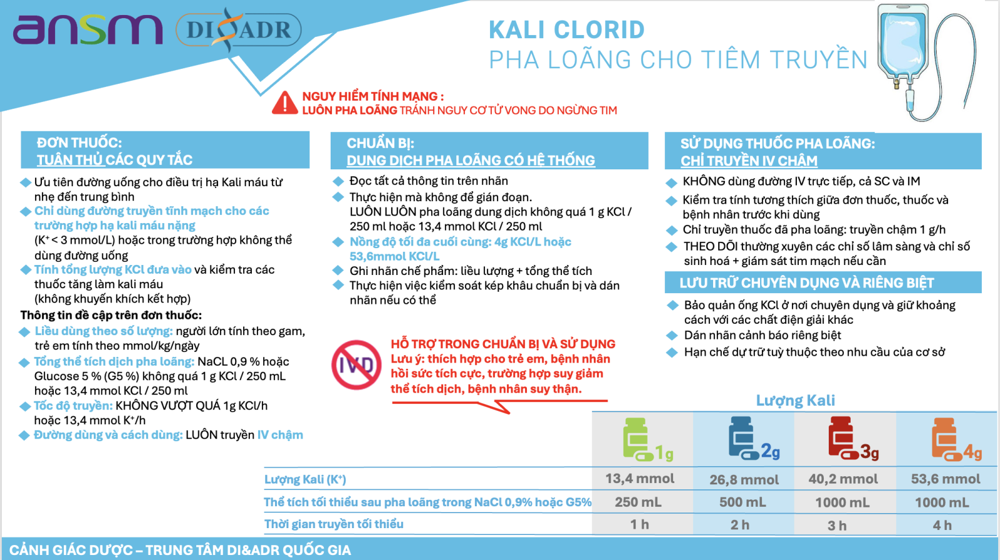 ansm
DI&ADR
KALI CLORID
PHA LOÃNG CHO TIÊM TRUYỀN
NGUY HIỂM TÍNH MẠNG :
LUÔN PHA LOÃNG TRÁNH NGUY CƠ TỬ VONG DO NGỪNG TIM
ĐƠN THUỐC:
TUÂN THỦ CÁC QUY TẮC
Ưu tiên đường uống cho điều trị hạ Kali máu từ
nhẹ đến trung bình
Chỉ dùng đường truyền tĩnh mạch cho các
trường hợp hạ kali máu nặng
(K⁺ < 3 mmol/L) hoặc trong trường hợp không thể
dùng đường uống
Tính tổng lượng KCl đưa vào và kiểm tra các
thuốc tăng làm kali máu
(không khuyến khích kết hợp)
Thông tin đề cập trên đơn thuốc:
Liều dùng theo số lượng: người lớn tính theo gam,
trẻ em tính theo mmol/kg/ngày
Tổng thể tích dịch pha loãng: NaCL 0,9 % hoặc
Glucose 5 % (G5 %) không quá 1 g KCl / 250 mL
hoặc 13,4 mmol KCl / 250 ml
Tốc độ truyền: KHÔNG VƯỢT QUÁ 1g KCl/h
hoặc 13,4 mmol K⁺/h
Đường dùng và cách dùng: LUÔN truyền IV chậm
CHUẨN BỊ:
DUNG DỊCH PHA LOÃNG CÓ HỆ THỐNG
Đọc tất cả thông tin trên nhãn
Thực hiện mà không để gián đoạn.
LUÔN LUÔN pha loãng dung dịch không quá 1 g KCl /
250 ml hoặc 13,4 mmol KCl / 250 ml
Nồng độ tối đa cuối cùng: 4g KCl/L hoặc
53,6mmol KCl/L
Ghi nhãn chế phẩm: liều lượng + tổng thể tích
Thực hiện việc kiểm soát kép khâu chuẩn bị và dán
nhãn nếu có thể
IVD
HỖ TRỢ TRONG CHUẨN BỊ VÀ SỬ DỤNG
Lưu ý: thích hợp cho trẻ em, bệnh nhân
hồi sức tích cực, trường hợp suy giảm
thể tích dịch, bệnh nhân suy thận.
SỬ DỤNG THUỐC PHA LOÃNG:
CHỈ TRUYỀN IV CHẬM
KHÔNG dùng đường IV trực tiếp, cả SC và IM
Kiểm tra tính tương thích giữa đơn thuốc, thuốc và
bệnh nhân trước khi dùng
Chỉ truyền thuốc đã pha loãng: truyền chậm 1 g/h
THEO DÕI thường xuyên các chỉ số lâm sàng và chỉ số
sinh hoá + giám sát tim mạch nếu cần
LƯU TRỮ CHUYÊN DỤNG VÀ RIÊNG BIỆT
Bảo quản ống KCl ở nơi chuyên dụng và giữ khoảng
cách với các chất điện giải khác
Dán nhãn cảnh báo riêng biệt
Hạn chế dự trữ tuỳ thuộc theo nhu cầu của cơ sở
Lượng Kali
1g 2g 3g 4g
Lượng Kali (K⁺) 13,4 mmol 26,8 mmol 40,2 mmol 53,6 mmol
Thể tích tối thiểu sau pha loãng trong NaCl 0,9% hoặc G5% 250 mL 500 mL 1000 mL 1000 mL
Thời gian truyền tối thiểu 1 h 2 h 3 h 4 h
CẢNH GIÁC DƯỢC – TRUNG TÂM DI&ADR QUỐC GIA